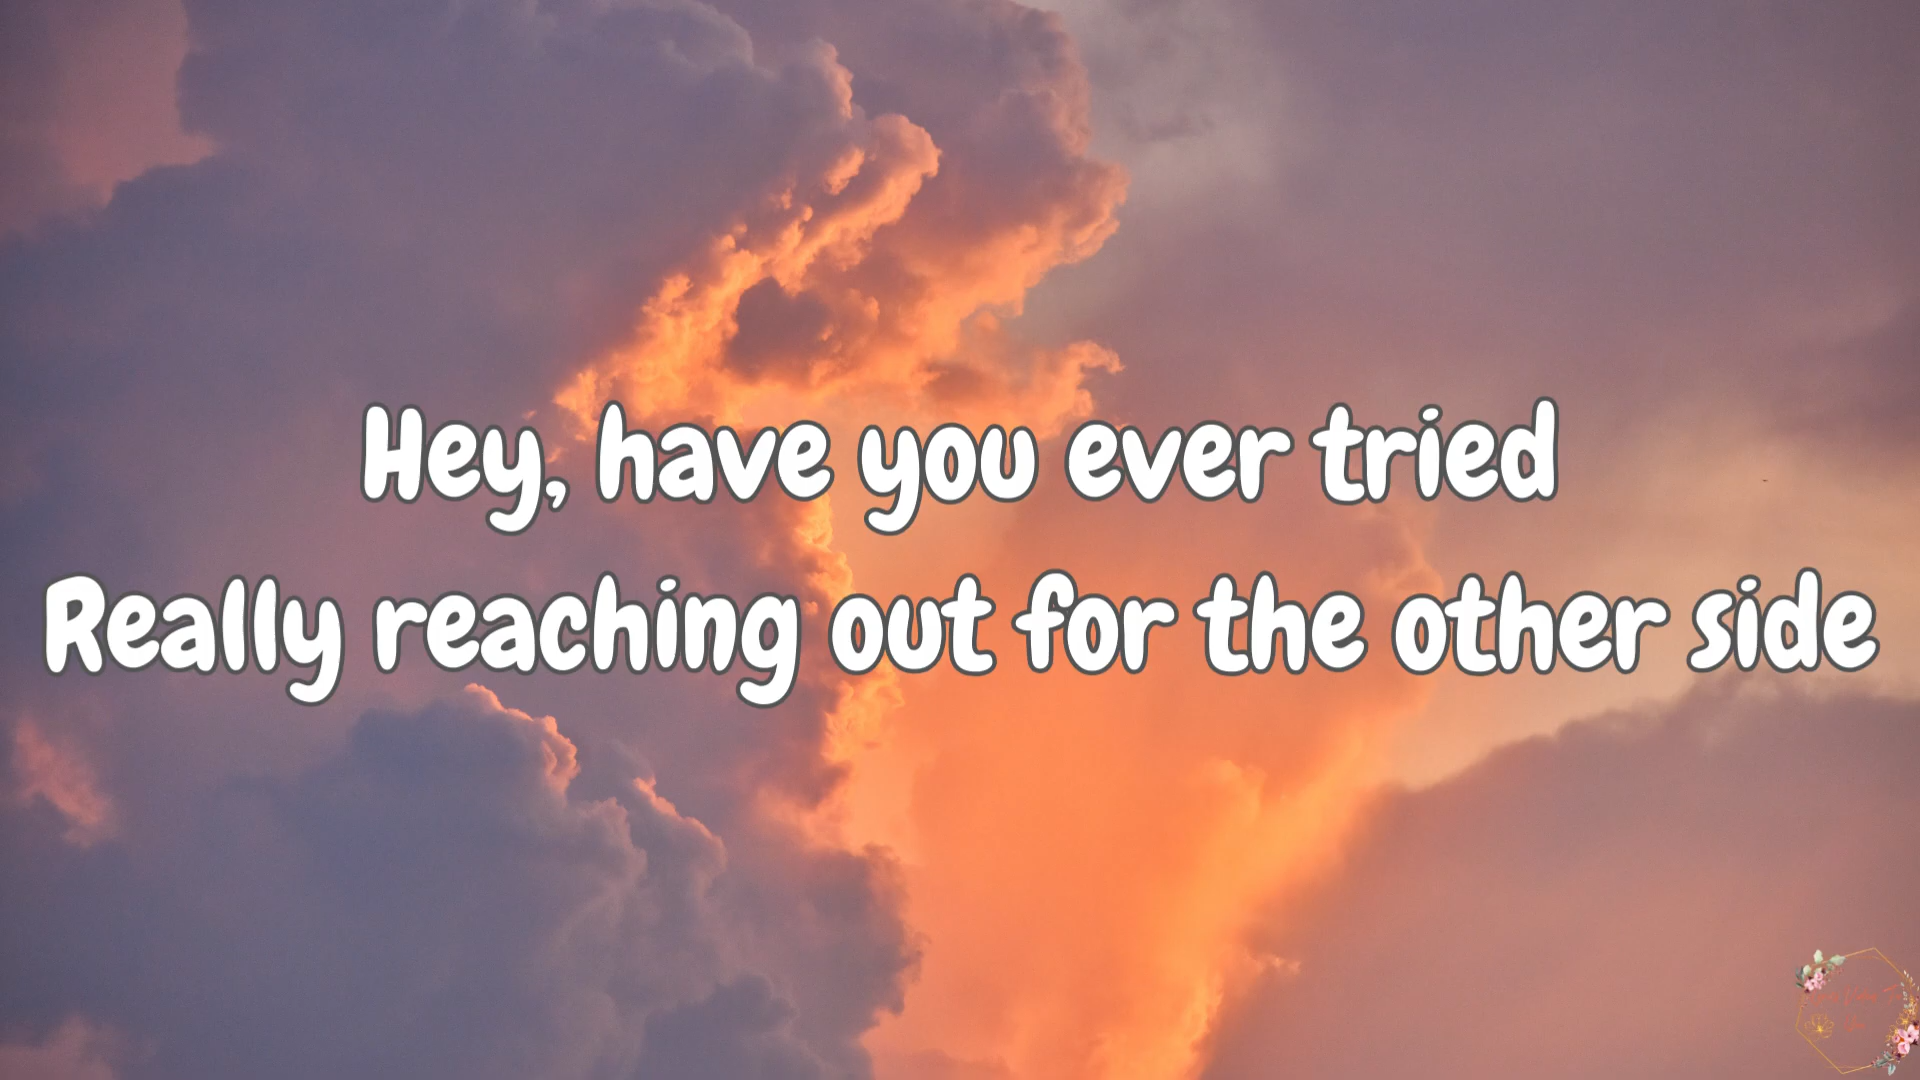 Hey, have you ever tried
Really reaching out for the other side